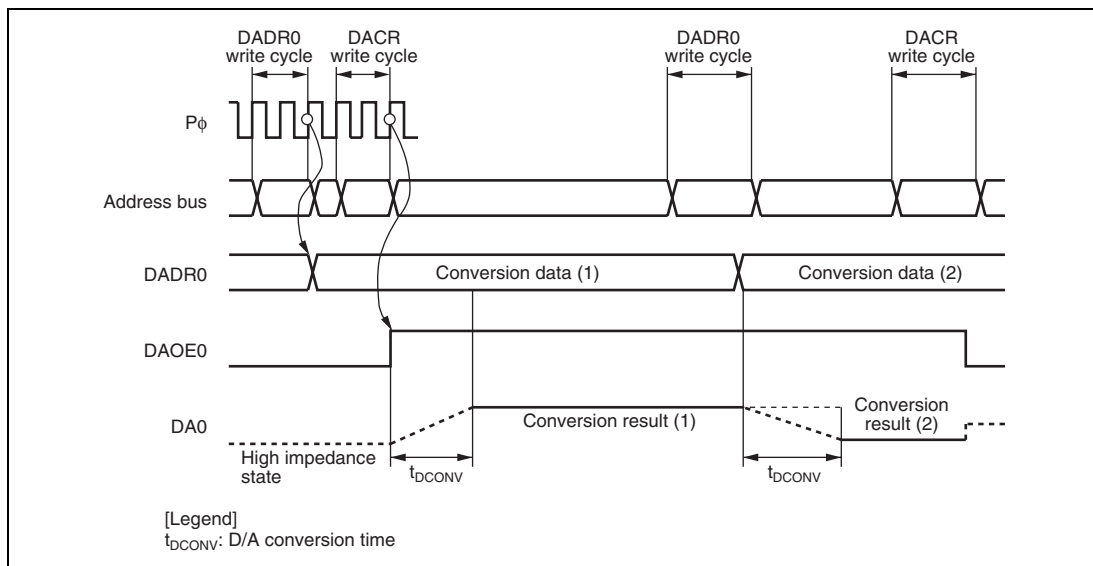 DADR0
write cycle
DACR
write cycle
DADR0
write cycle
DACR
write cycle
Pϕ
Address bus
DADR0
Conversion data (1)
Conversion data (2)
DAOE0
DA0
Conversion result (1)
Conversion
result (2)
High impedance
state
tDCONV
tDCONV
[Legend]
tDCONV: D/A conversion time